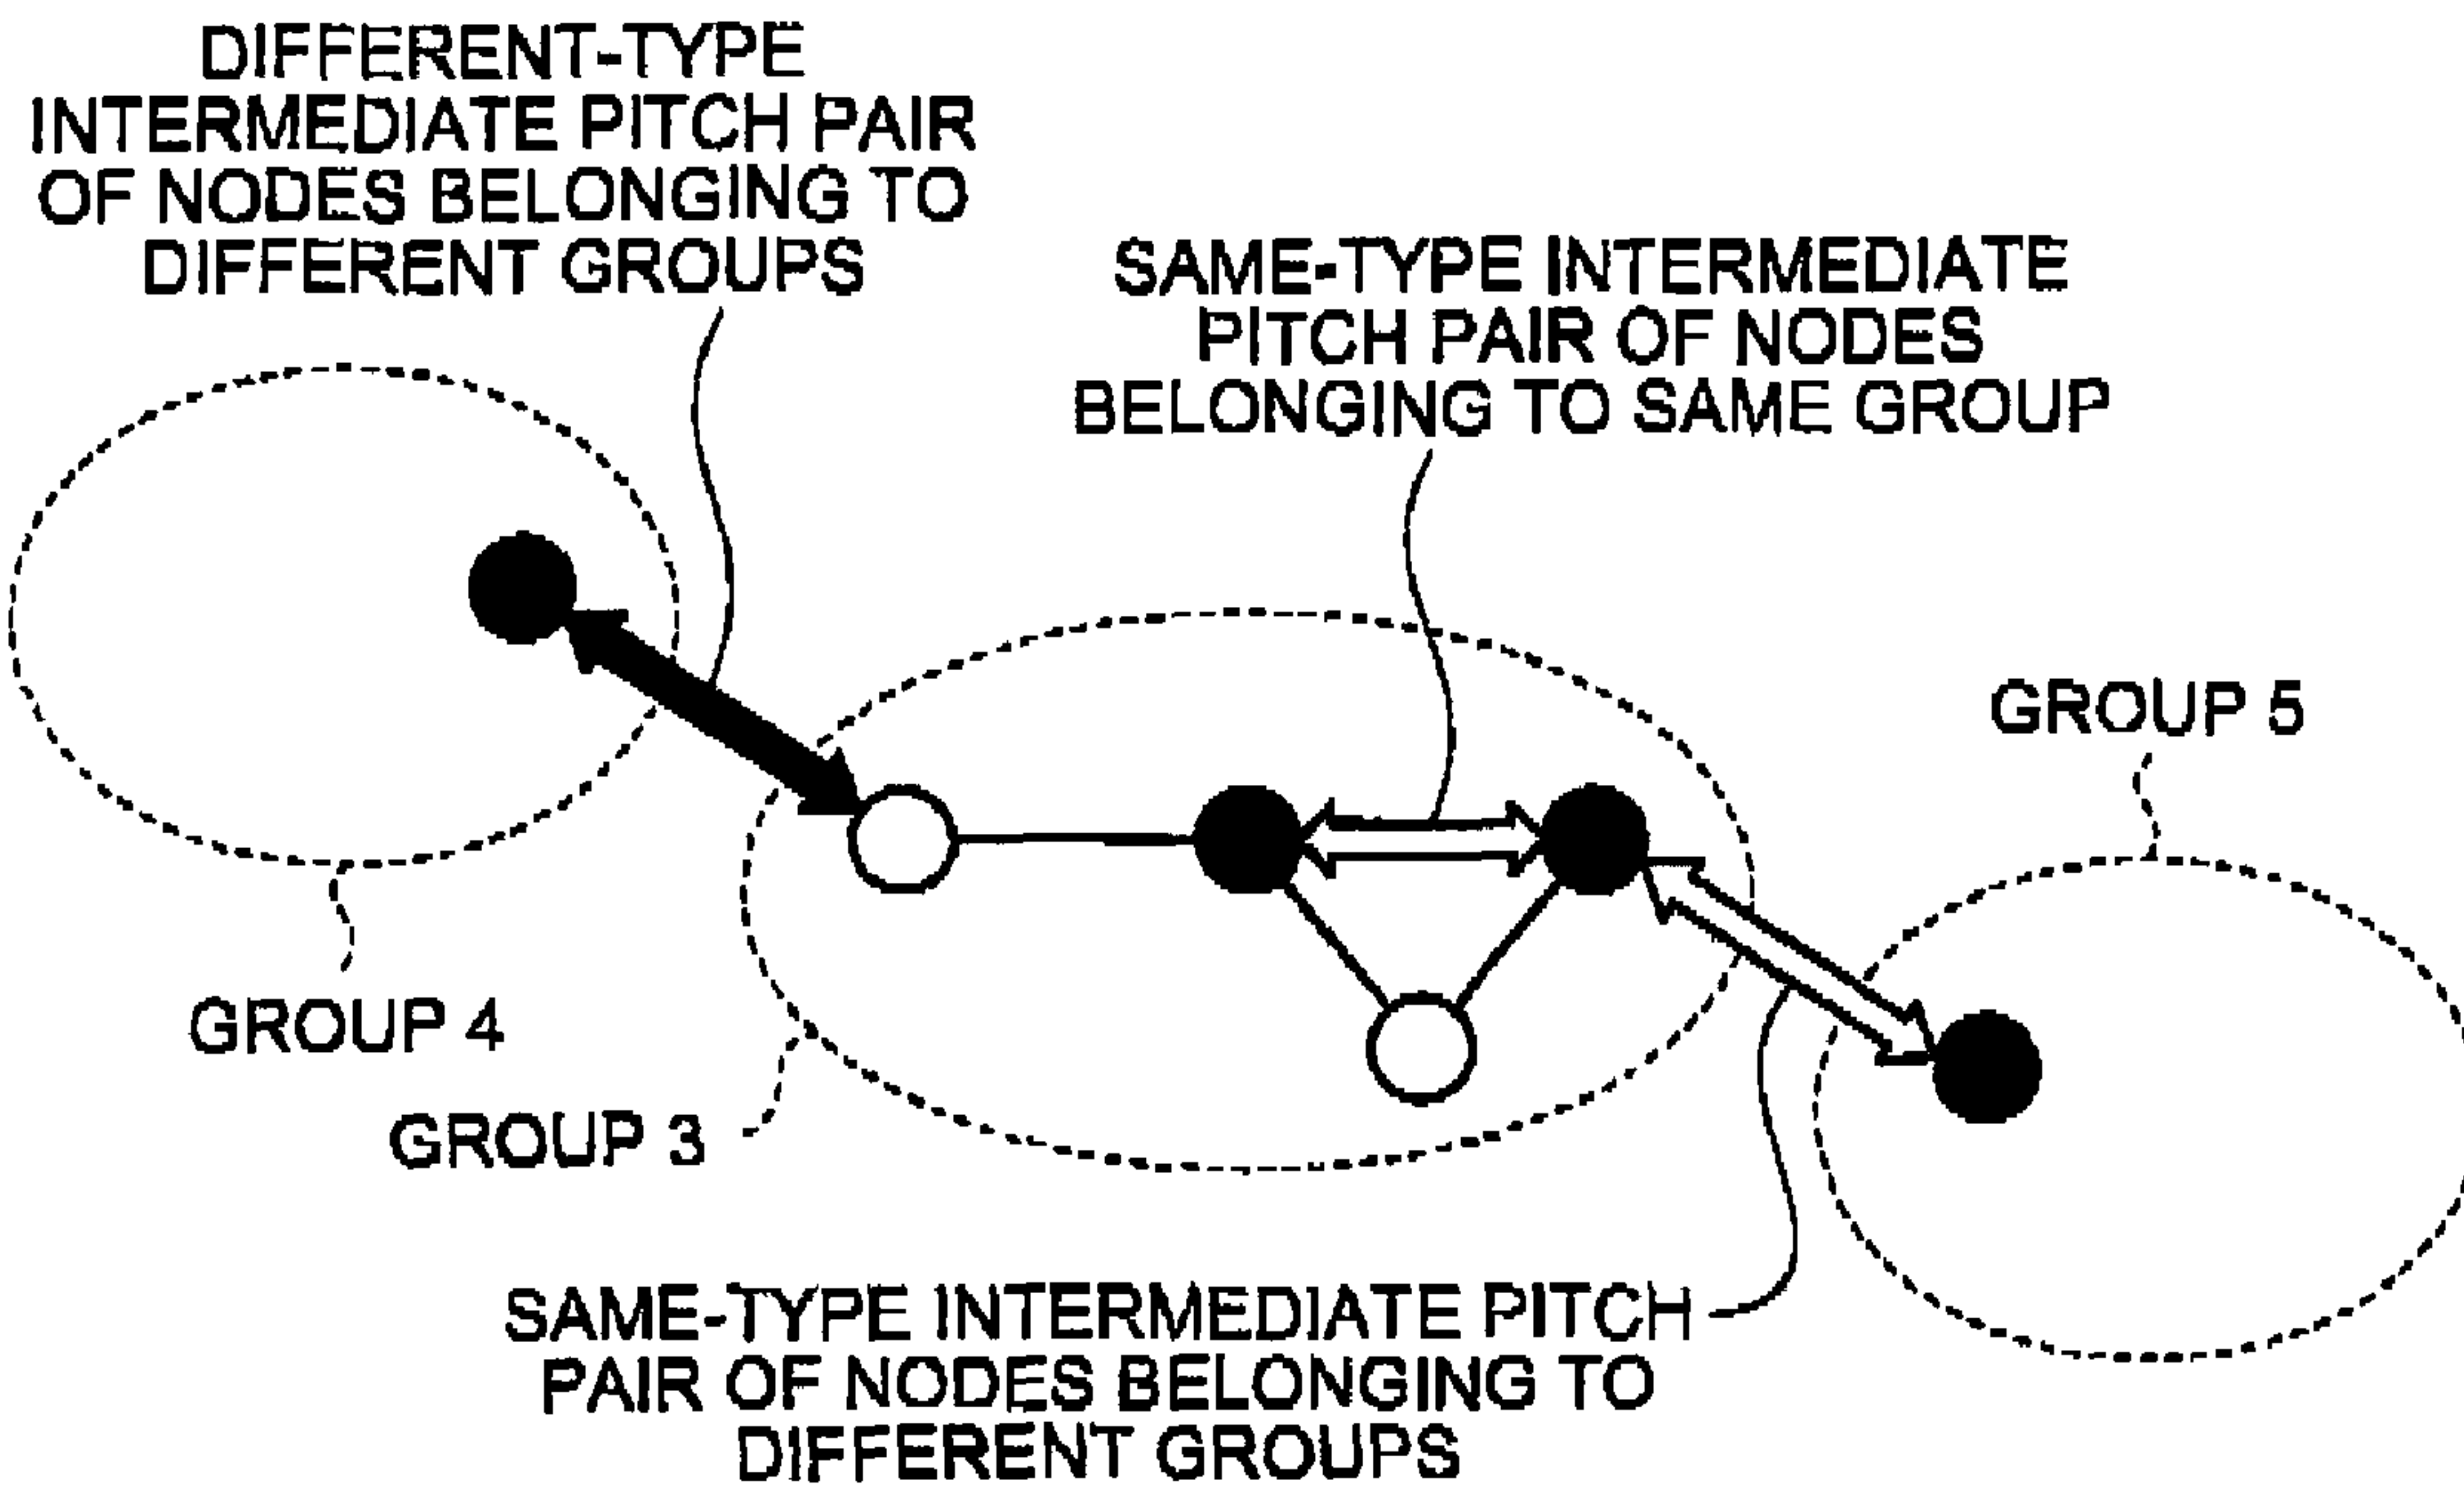 DIFFERENT-TYPE
INTERMEDIATE PITCH PAIR
OF NODES BELONGING TO
DIFFERENT GROUPS
SAME-TYPE INTERMEDIATE
PITCH PAIR OF NODES
BELONGING TO SAME GROUP
GROUP 5
GROUP 4
GROUP 3
SAME-TYPE INTERMEDIATE PITCH
PAIR OF NODES BELONGING TO
DIFFERENT GROUPS